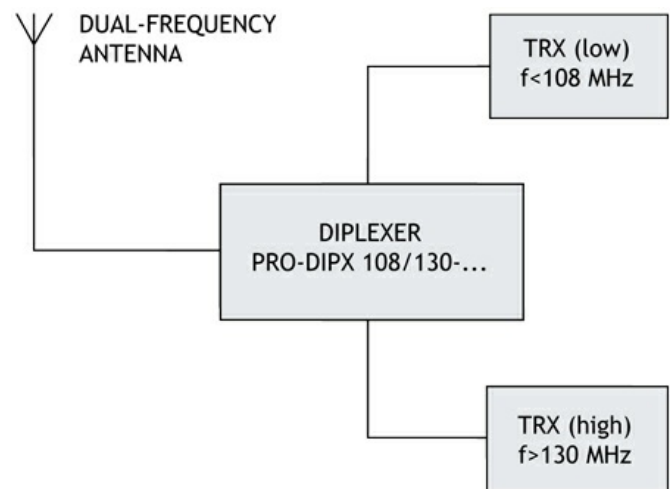 DUAL-FREQUENCY
ANTENNA
TRX (low)
f<108 MHz
DIPLEXER
PRO-DIPX 108/130-...
TRX (high)
f>130 MHz